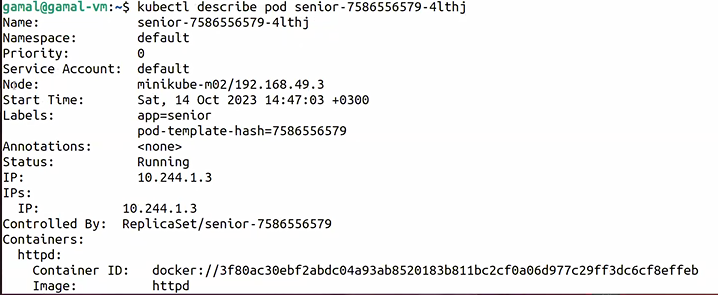 gamal@gamal-vm:~$ kubectl describe pod senior-7586556579-4lthj
Name:             senior-7586556579-4lthj
Namespace:        default
Priority:         0
Service Account:  default
Node:             minikube-m02/192.168.49.3
Start Time:       Sat, 14 Oct 2023 14:47:03 +0300
Labels:           app=senior
                  pod-template-hash=7586556579
Annotations:      <none>
Status:           Running
IP:               10.244.1.3
IPs:
  IP:           10.244.1.3
Controlled By:  ReplicaSet/senior-7586556579
Containers:
  httpd:
    Container ID:   docker://3f80ac30ebf2abdc04a93ab8520183b811bc2cf0a06d977c29ff3dc6cf8effeb
    Image:          httpd